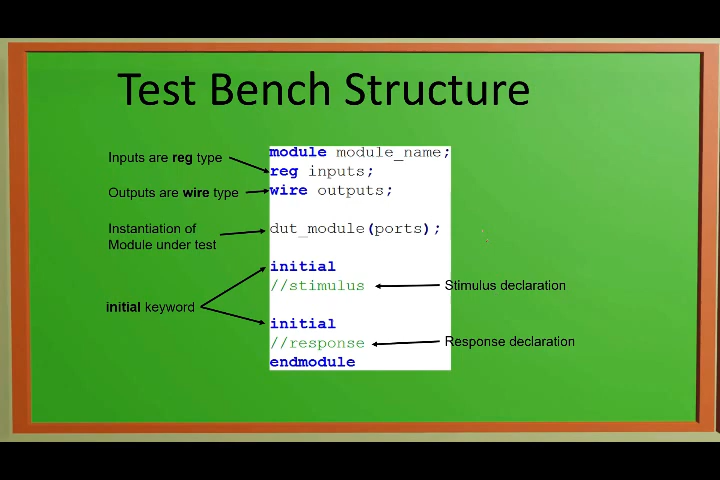 Test Bench Structure
Inputs are reg type
Outputs are wire type
Instantiation of
Module under test
initial keyword
module module_name;
reg inputs;
wire outputs;
dut_module(ports);
initial
//stimulus
initial
//response
endmodule
Stimulus declaration
Response declaration